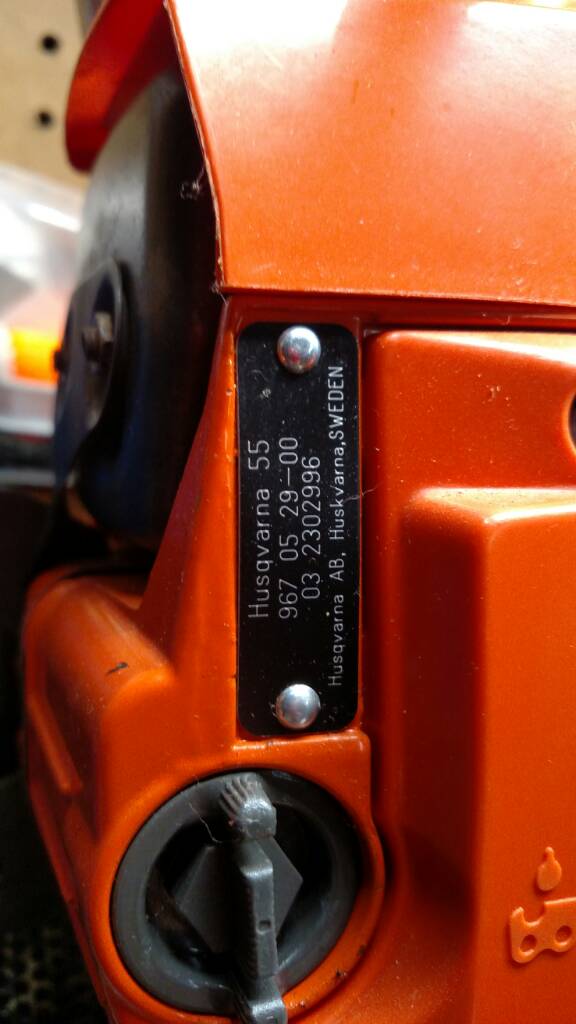 Husqvarna 55
967 05 29-00
03 2302996
Husqvarna AB, Huskvarna,SWEDEN